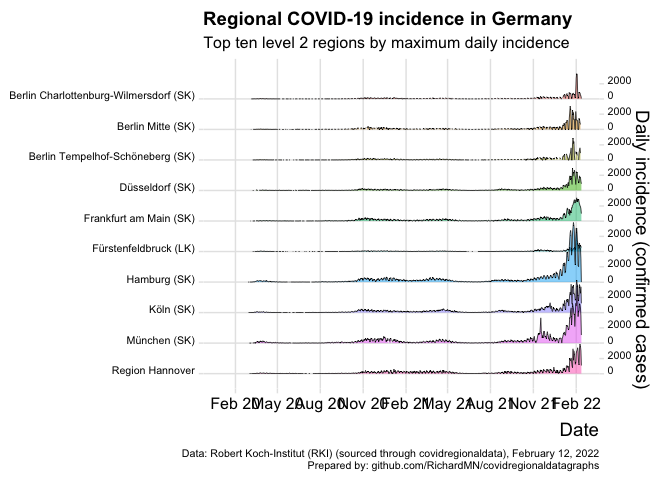 Regional COVID-19 incidence in Germany
Top ten level 2 regions by maximum daily incidence
Berlin Charlottenburg-Wilmersdorf (SK)
Berlin Mitte (SK)
Berlin Tempelhof-Schöneberg (SK)
Düsseldorf (SK)
Frankfurt am Main (SK)
Fürstenfeldbruck (LK)
Hamburg (SK)
Köln (SK)
München (SK)
Region Hannover
2000
0
2000
0
2000
0
2000
0
2000
0
2000
0
2000
0
2000
0
2000
0
2000
0
Daily incidence (confirmed cases)
Feb 20 May 20 Aug 20 Nov 20 Feb 21 May 21 Aug 21 Nov 21 Feb 22
Date
Data: Robert Koch-Institut (RKI) (sourced through covidregionaldata), February 12, 2022
Prepared by: github.com/RichardMN/covidregionaldatagraphs